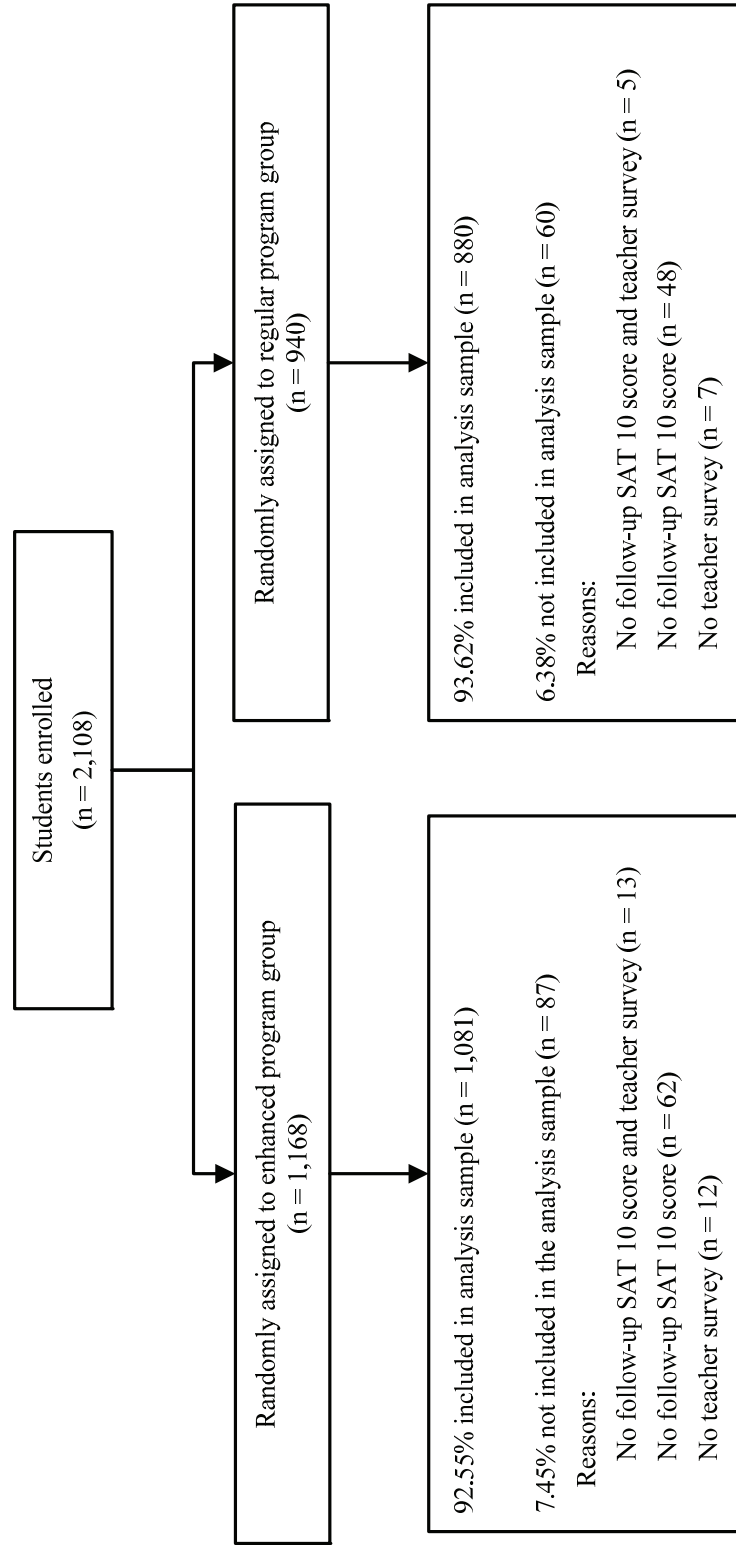 Students enrolled
(n = 2,108)
Randomly assigned to enhanced program group
(n = 1,168)
Randomly assigned to regular program group
(n = 940)
92.55% included in analysis sample (n = 1,081)
7.45% not included in the analysis sample (n = 87)
Reasons:
No follow-up SAT 10 score and teacher survey (n = 13)
No follow-up SAT 10 score (n = 62)
No teacher survey (n = 12)
93.62% included in analysis sample (n = 880)
6.38% not included in analysis sample (n = 60)
Reasons:
No follow-up SAT 10 score and teacher survey (n = 5)
No follow-up SAT 10 score (n = 48)
No teacher survey (n = 7)